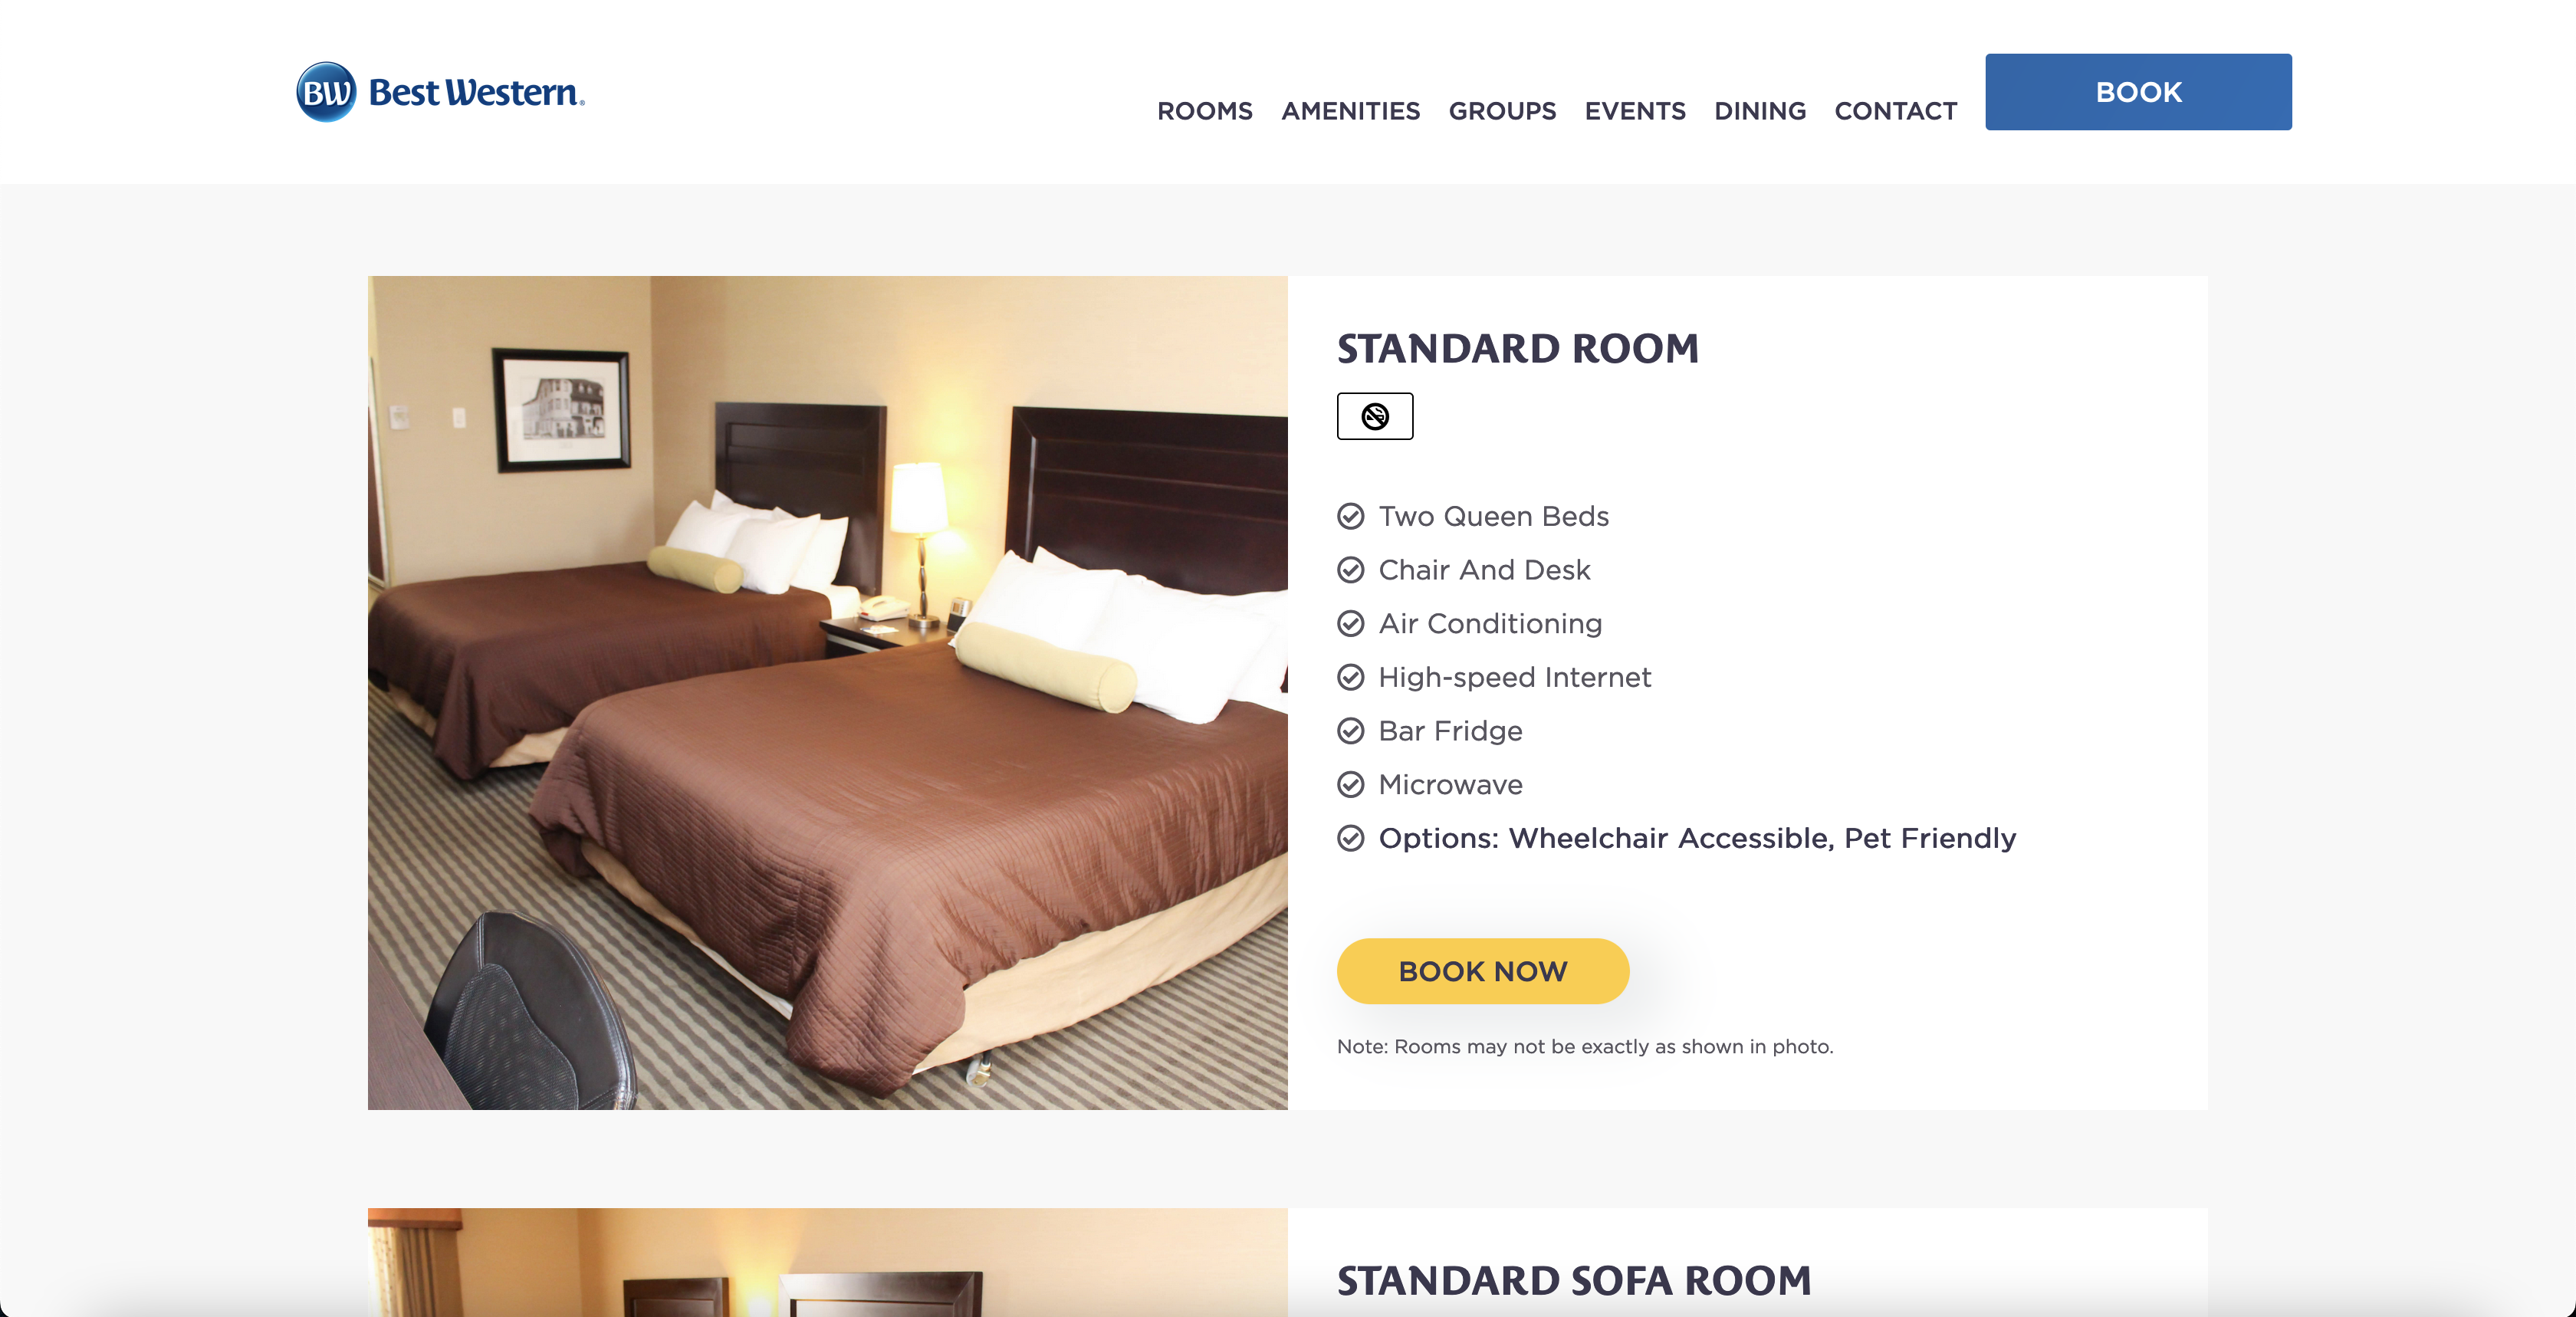 BW Best Western®
ROOMS AMENITIES GROUPS EVENTS DINING CONTACT BOOK
STANDARD ROOM
Two Queen Beds
Chair And Desk
Air Conditioning
High-speed Internet
Bar Fridge
Microwave
Options: Wheelchair Accessible, Pet Friendly
BOOK NOW
Note: Rooms may not be exactly as shown in photo.
STANDARD SOFA ROOM